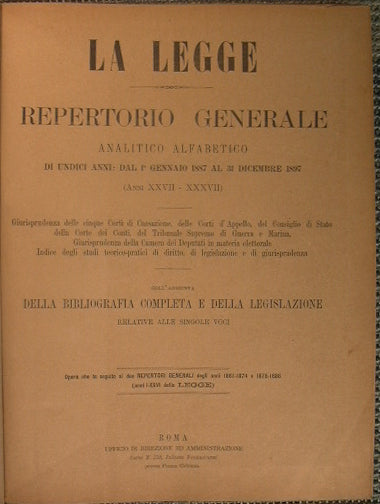 LA LEGGE
REPERTORIO GENERALE
ANALITICO ALFABETICO
DI UNDICI ANNI: DAL 1º GENNAIO 1887 AL 31 DICEMBRE 1897
(ANNI XXVII - XXXVII)
Giurisprudenza delle cinque Corti di Cassazione, delle Corti d'Appello, del Consiglio di Stato
della Corte dei Conti, del Tribunale Supremo di Guerra e Marina.
Giurisprudenza della Camera dei Deputati in materia elettorale
Indice degli studi teorico-pratici di diritto, di legislazione e di giurisprudenza
COLL'AGGIUNTA
DELLA BIBLIOGRAFIA COMPLETA E DELLA LEGISLAZIONE
RELATIVE ALLE SINGOLE VOCI
Opera che fa seguito ai due REPERTORI GENERALI degli anni 1861-1874 e 1875-1886
(anni I-XXVI della LEGGE)
ROMA
UFFICIO DI DIREZIONE ED AMMINISTRAZIONE
Corso N.
presso Piazza Colonna.